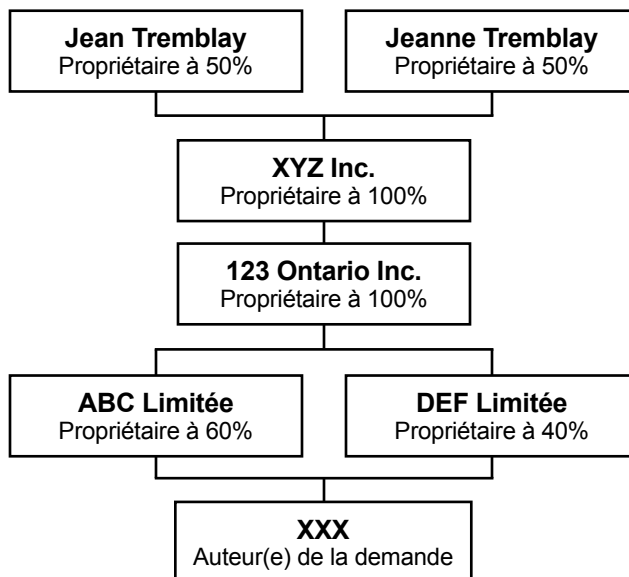 Jean Tremblay
Propriétaire à 50%
Jeanne Tremblay
Propriétaire à 50%
XYZ Inc.
Propriétaire à 100%
123 Ontario Inc.
Propriétaire à 100%
ABC Limitée
Propriétaire à 60%
DEF Limitée
Propriétaire à 40%
XXX
Auteur(e) de la demande